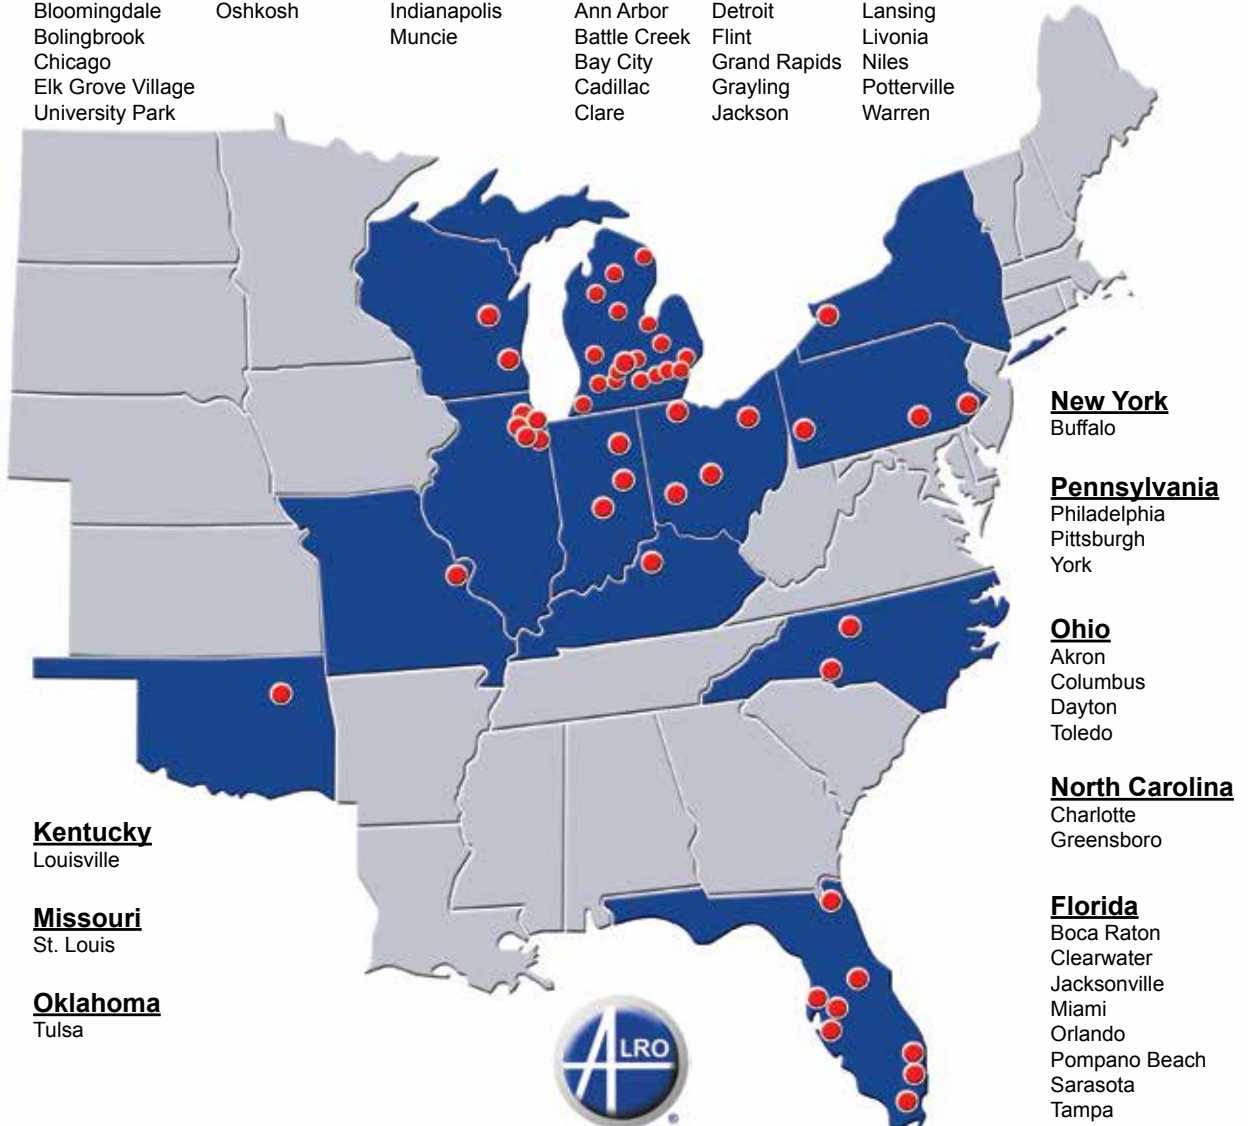 Bloomingdale
Bolingbrook
Chicago
Elk Grove Village
University Park
Oshkosh
Indianapolis
Muncie
Ann Arbor
Battle Creek
Bay City
Cadillac
Clare
Detroit
Flint
Grand Rapids
Grayling
Jackson
Lansing
Livonia
Niles
Potterville
Warren
New York
Buffalo
Pennsylvania
Philadelphia
Pittsburgh
York
Ohio
Akron
Columbus
Dayton
Toledo
North Carolina
Charlotte
Greensboro
Florida
Boca Raton
Clearwater
Jacksonville
Miami
Orlando
Pompano Beach
Sarasota
Tampa
Kentucky
Louisville
Missouri
St. Louis
Oklahoma
Tulsa
ALRO
®